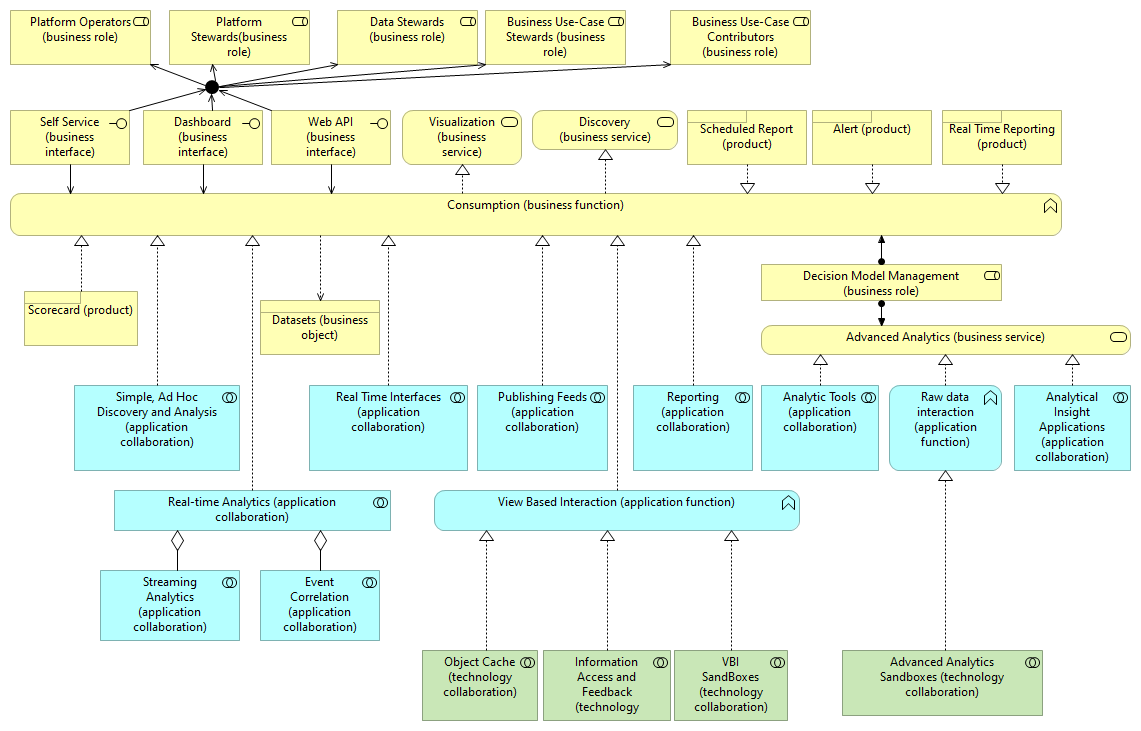 Platform Operators
(business role)
Platform
Stewards(business
role)
Data Stewards
(business role)
Business Use-Case
Stewards (business
role)
Business Use-Case
Contributors
(business role)
Self Service
(business
interface)
Dashboard
(business
interface)
Web API
(business
interface)
Visualization
(business
service)
Discovery
(business service)
Scheduled Report
(product)
Alert (product)
Real Time Reporting
(product)
Consumption (business function)
Decision Model Management
(business role)
Scorecard (product)
Datasets (business
object)
Advanced Analytics (business service)
Simple, Ad Hoc
Discovery and Analysis
(application
collaboration)
Real Time Interfaces
(application
collaboration)
Publishing Feeds
(application
collaboration)
Reporting
(application
collaboration)
Analytic Tools
(application
collaboration)
Raw data
interaction
(application
function)
Analytical
Insight
Applications
(application
collaboration)
Real-time Analytics (application
collaboration)
View Based Interaction (application function)
Streaming
Analytics
(application
collaboration)
Event
Correlation
(application
collaboration)
Object Cache
(technology
collaboration)
Information
Access and
Feedback
(technology
VBI
SandBoxes
(technology
collaboration)
Advanced Analytics
Sandboxes (technology
collaboration)